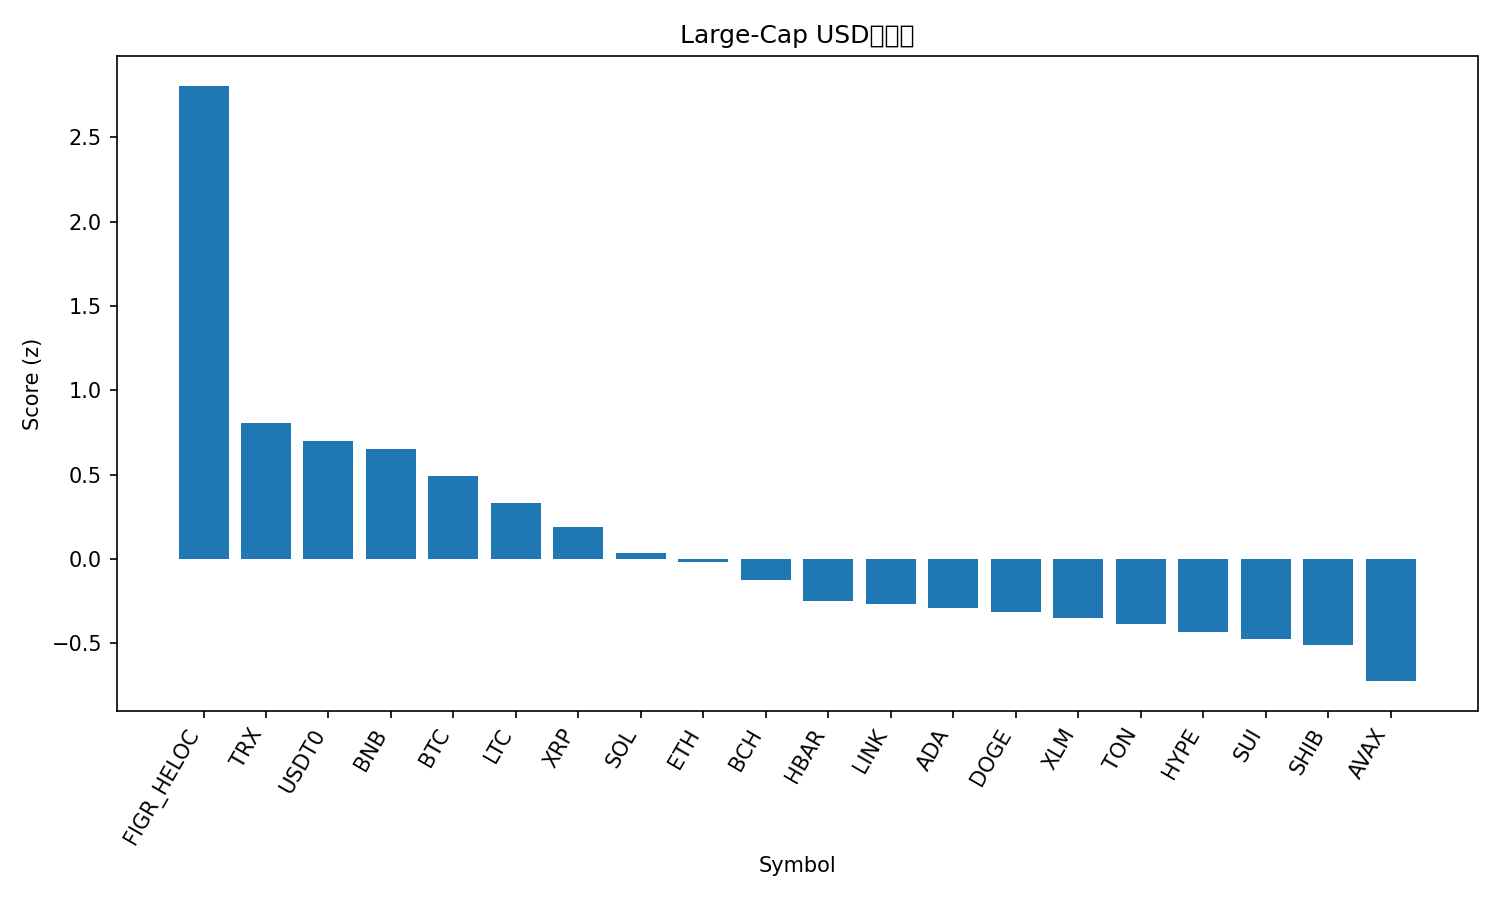 Large-Cap USD
Score (z)
2.5
2.0
1.5
1.0
0.5
0.0
−0.5
FIGR_HELOC
TRX
USDT0
BNB
BTC
LTC
XRP
SOL
ETH
BCH
HBAR
LINK
ADA
DOGE
XLM
TON
HYPE
SUI
SHIB
AVAX
Symbol